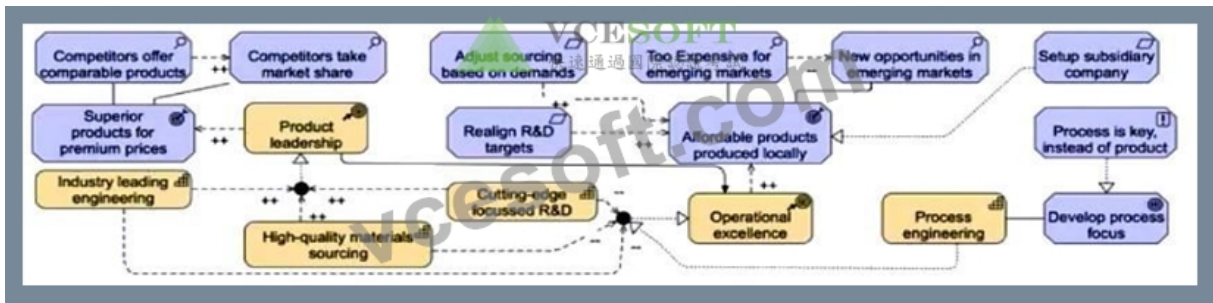 VCESOFT
Competitors offer
comparable products
++
Competitors take
market share
Adjust sourcing
based on demands
Too Expensive for
emerging markets
--
New opportunities in
emerging markets
Setup subsidiary
company
Superior
products for
premium prices
++
Product
leadership
Realign R&D
targets
++
++
Affordable products
produced locally
Process is key,
instead of product
Industry leading
engineering
++
++
++
Cutting-edge
focussed R&D
High-quality materials
sourcing
--
--
--
++
Operational
excellence
Process
engineering
Develop process
focus
vcesoft.com